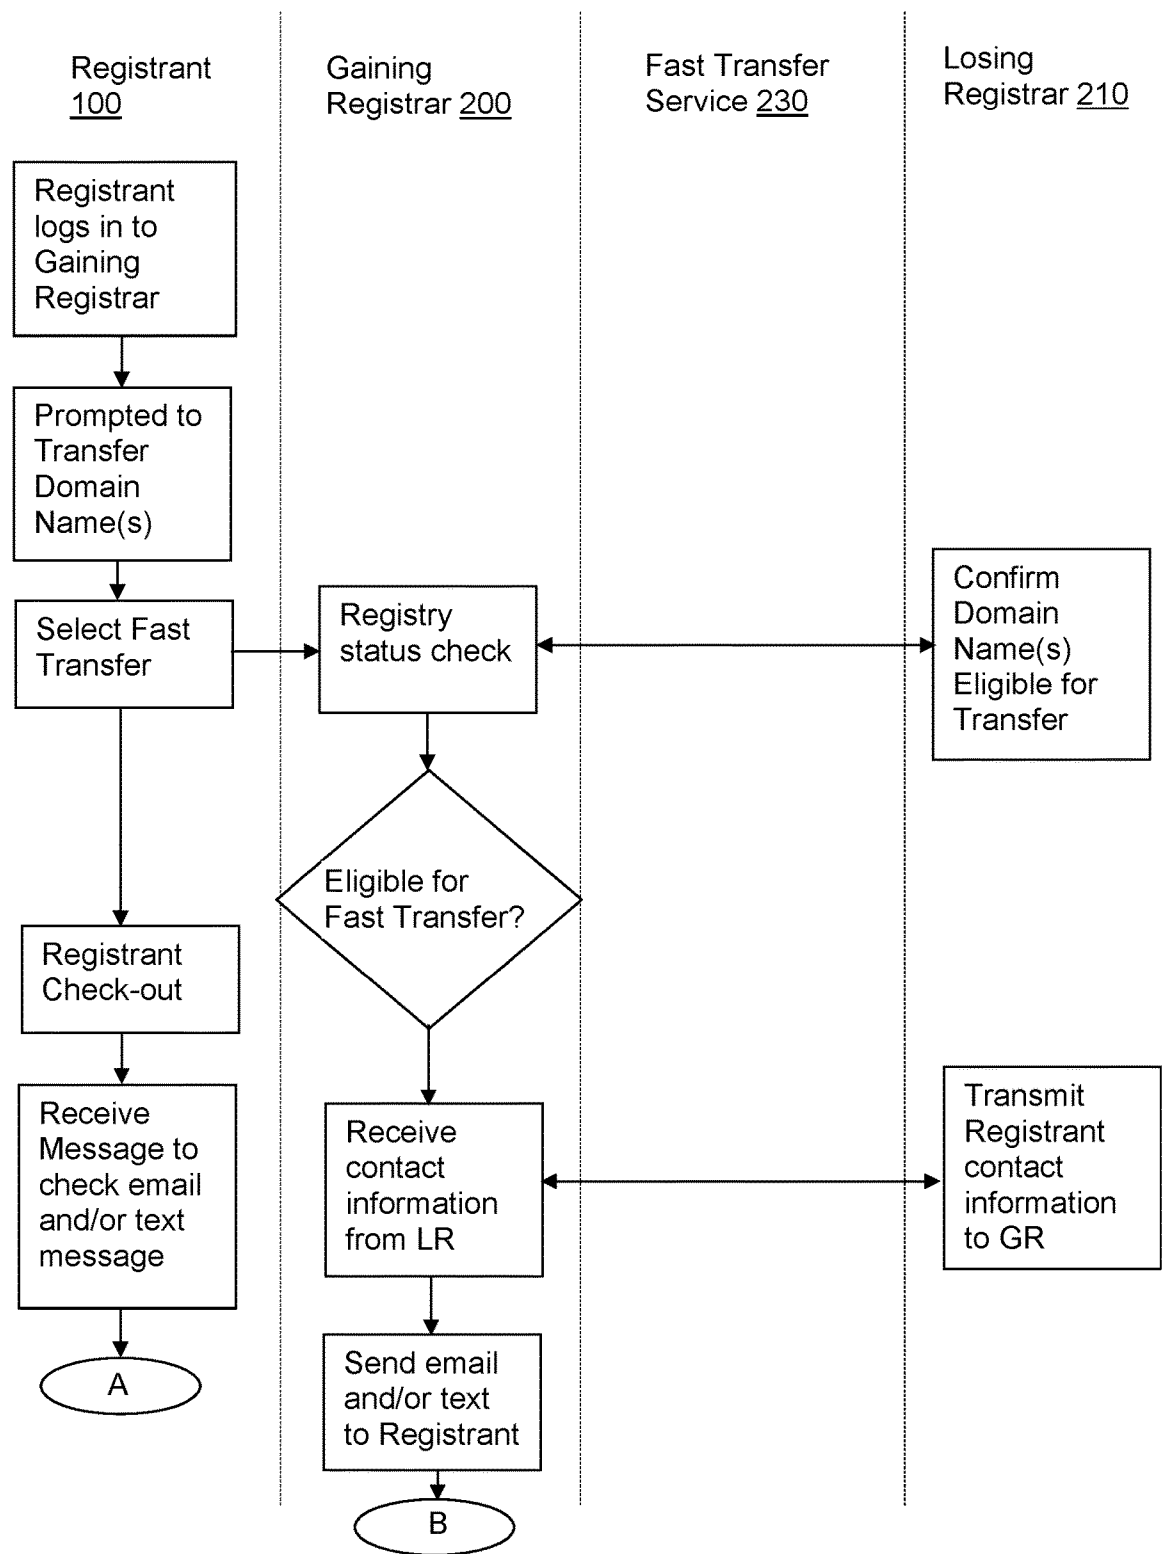 Registrant
100
Gaining
Registrar 200
Fast Transfer
Service 230
Losing
Registrar 210
Registrant
logs in to
Gaining
Registrar
Prompted to
Transfer
Domain
Name(s)
Select Fast
Transfer
Registry
status check
Confirm
Domain
Name(s)
Eligible for
Transfer
Eligible for
Fast Transfer?
Registrant
Check-out
Receive
Message to
check email
and/or text
message
Receive
contact
information
from LR
Transmit
Registrant
contact
information
to GR
Send email
and/or text
to Registrant
A
B